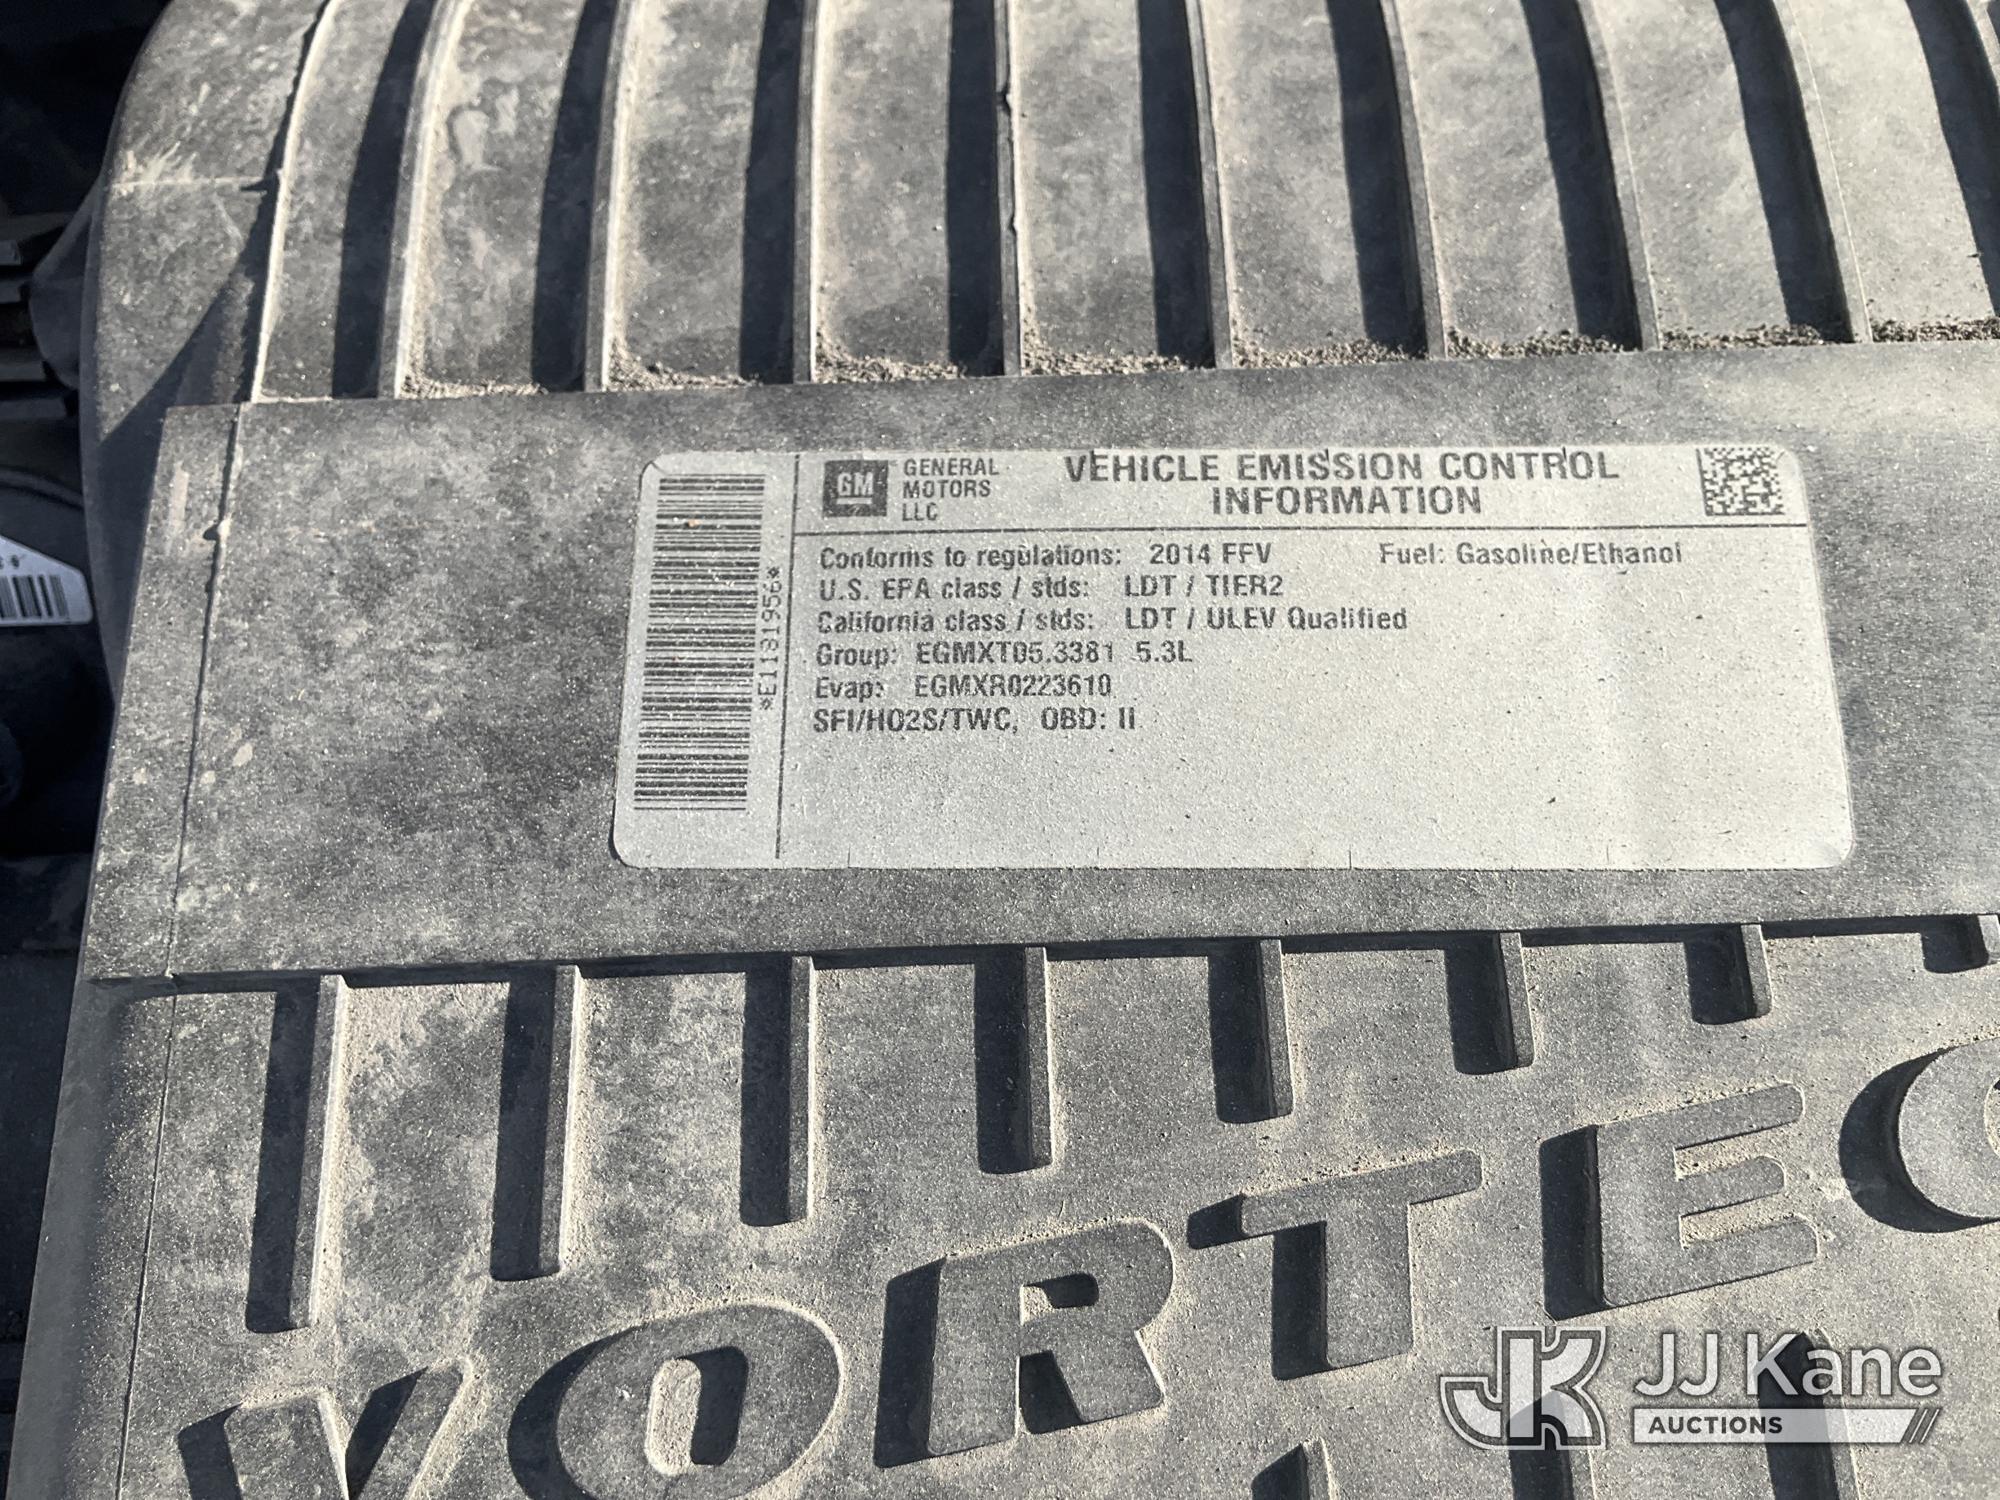 GM
GENERAL
MOTORS
LLC
VEHICLE EMISSION CONTROL
INFORMATION
Conforms to regulations: 2014 FFV Fuel: Gasoline/Ethanol
U.S. EPA class / stds: LDT / TIER2
California class / stds: LDT / ULEV Qualified
Group: EGMXT05.3381 5.3L
Evap: EGMXR0223610
SFI/HO2S/TWC, OBD: II
*E11819566*
VORTEC
JK JJ Kane
AUCTIONS